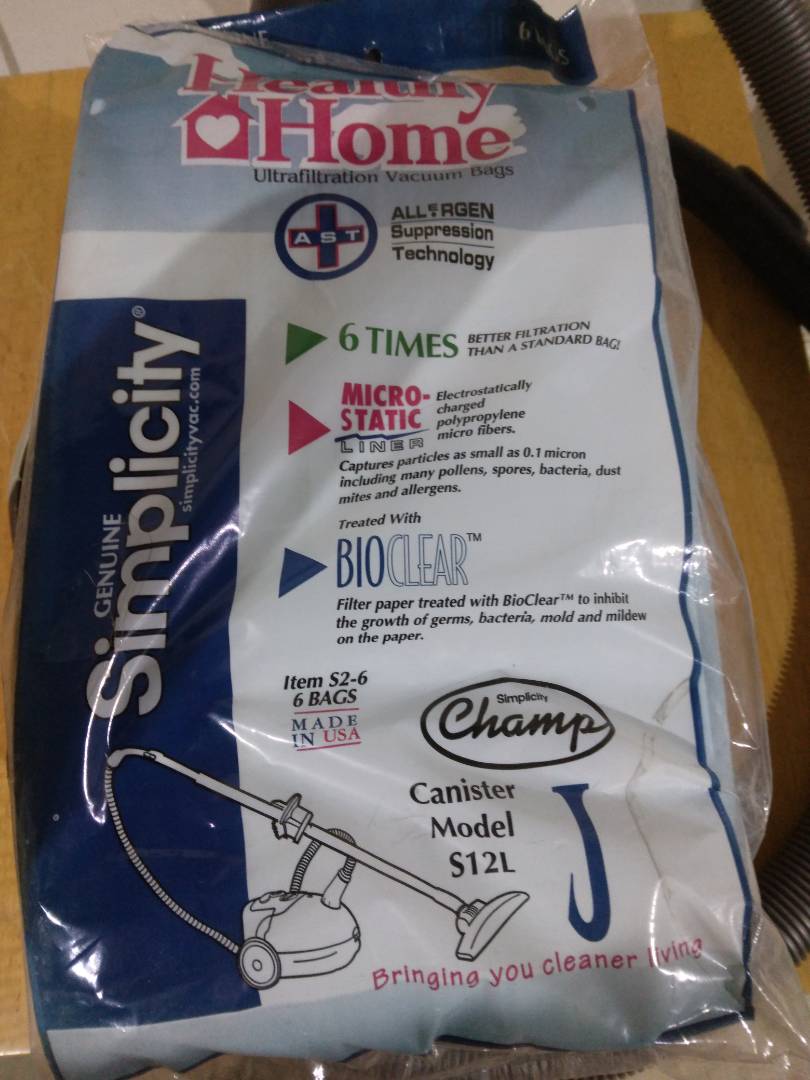 6 BAGS
Healthy
Home
Ultrafiltration Vacuum Bags
AST
ALLERGEN
Suppression
Technology
GENUINE
Simplicity®
simplicityvac.com
6 TIMES BETTER FILTRATION
THAN A STANDARD BAG!
MICRO-
STATIC
LINER
Electrostatically
charged
polypropylene
micro fibers.
Captures particles as small as 0.1 micron
including many pollens, spores, bacteria, dust
mites and allergens.
Treated With
BIOCLEAR™
Filter paper treated with BioClear™ to inhibit
the growth of germs, bacteria, mold and mildew
on the paper.
Item S2-6
6 BAGS
MADE
IN USA
Simplicity
Champ
Canister
Model
S12L
J
Bringing you cleaner living